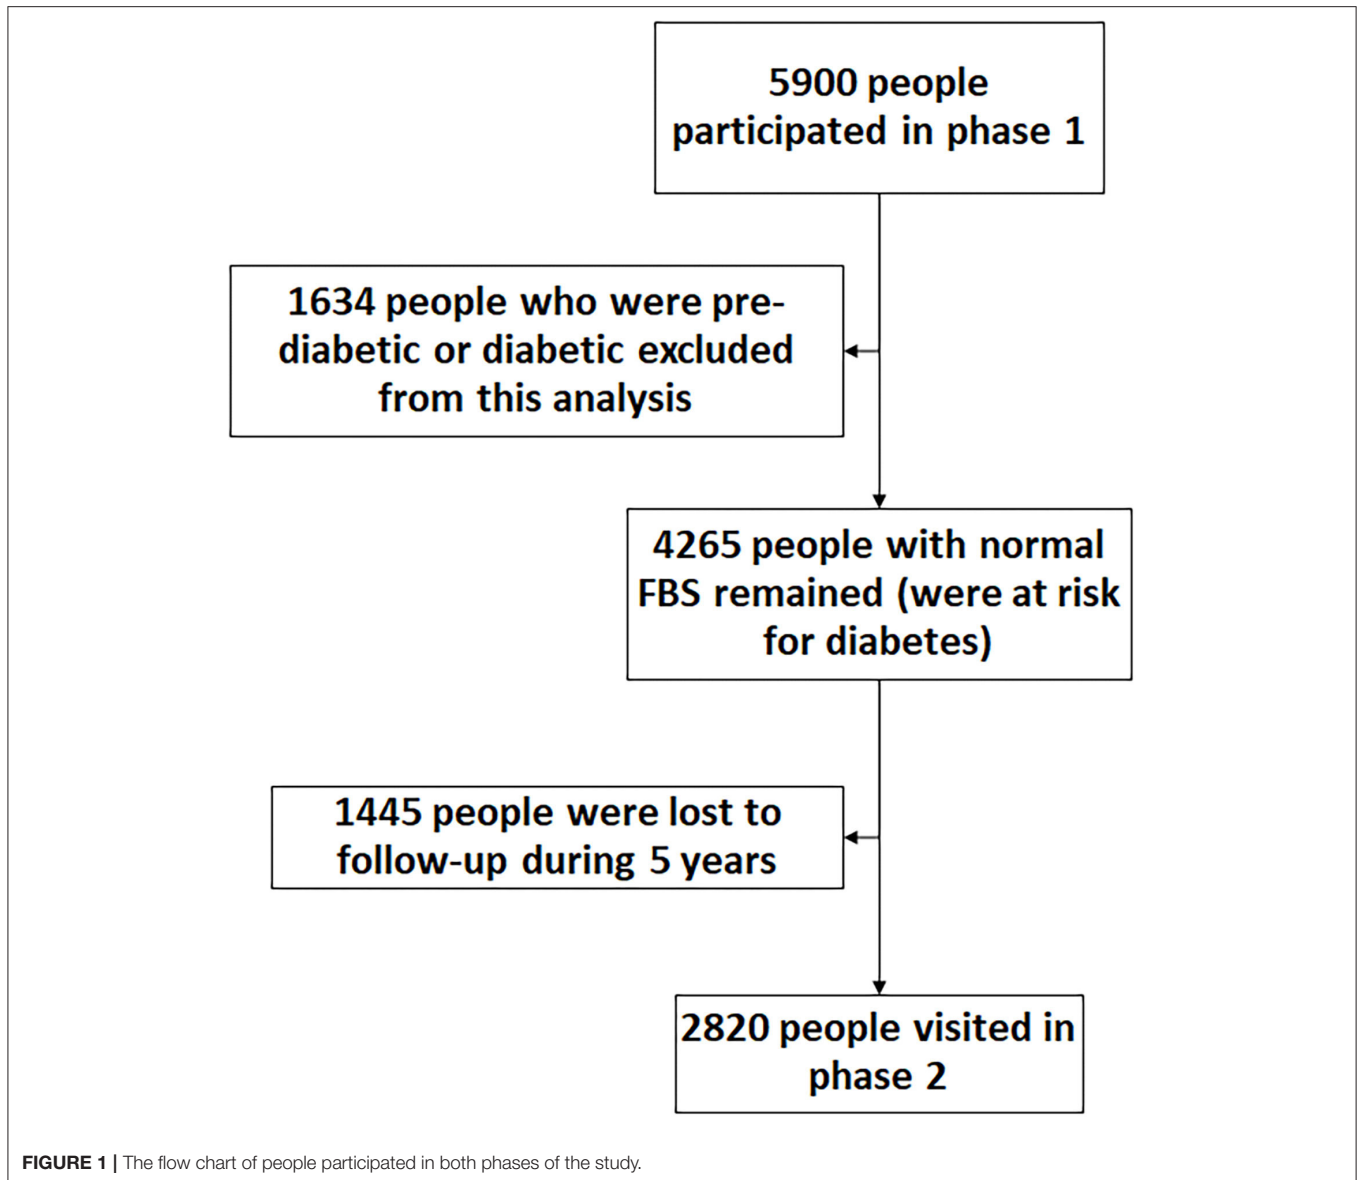 5900 people
participated in phase 1
1634 people who were pre-
diabetic or diabetic excluded
from this analysis
4265 people with normal
FBS remained (were at risk
for diabetes)
1445 people were lost to
follow-up during 5 years
2820 people visited in
phase 2
FIGURE 1 | The flow chart of people participated in both phases of the study.